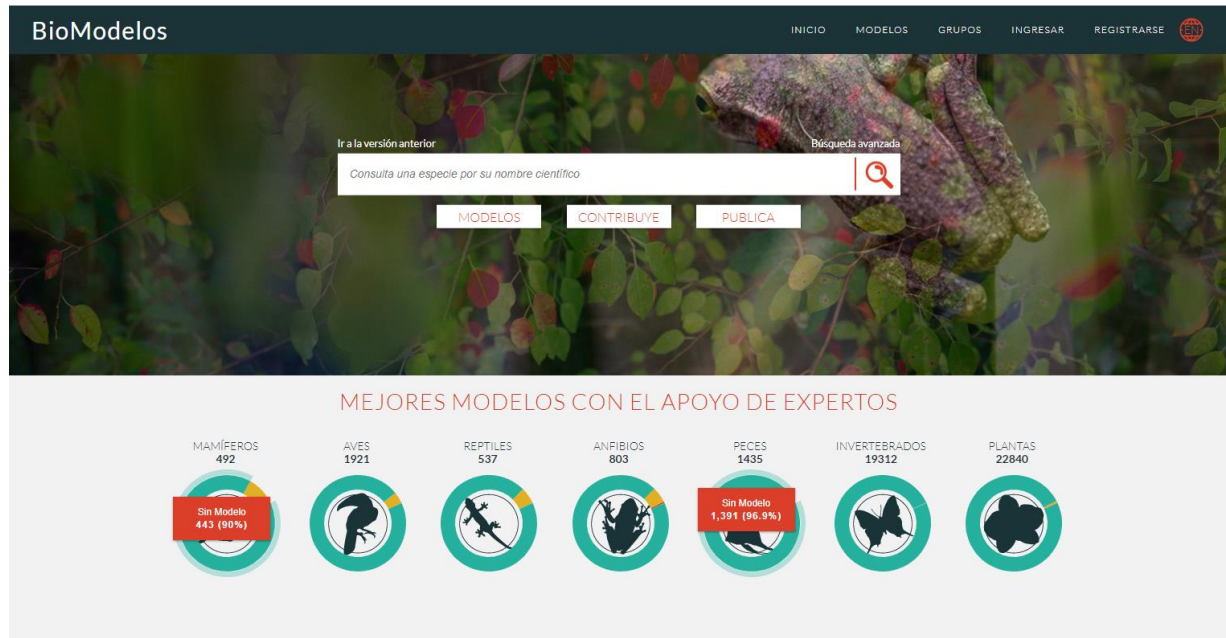 BioModelos
INICIO MODELOS GRUPOS INGRESAR REGISTRARSE EN
Ir a la versión anterior Búsqueda avanzada
Consulta una especie por su nombre científico
MODELOS CONTRIBUYE PUBLICA
MEJORES MODELOS CON EL APOYO DE EXPERTOS
MAMÍFEROS
492
Sin Modelo
443 (90%)
AVES
1921
REPTILES
537
ANFIBIOS
803
PECES
1435
Sin Modelo
1,391 (96.9%)
INVERTEBRADOS
19312
PLANTAS
22840